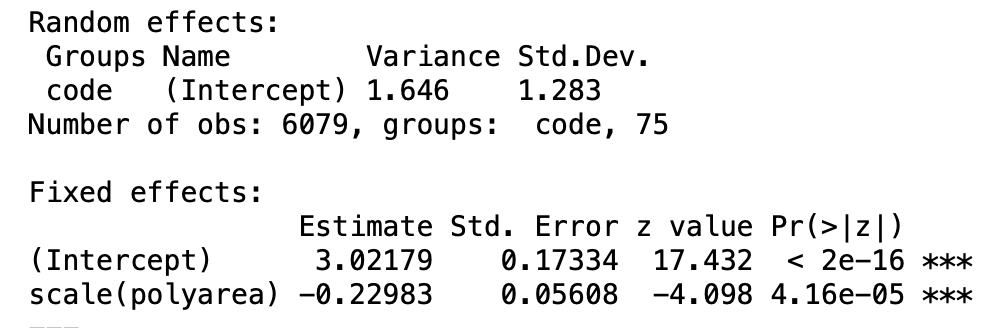 Random effects:
 Groups Name        Variance Std.Dev.
 code   (Intercept) 1.646    1.283
Number of obs: 6079, groups:  code, 75

Fixed effects:
                Estimate Std. Error z value Pr(>|z|)
(Intercept)      3.02179    0.17334  17.432  < 2e-16 ***
scale(polyarea) -0.22983    0.05608  -4.098 4.16e-05 ***
---